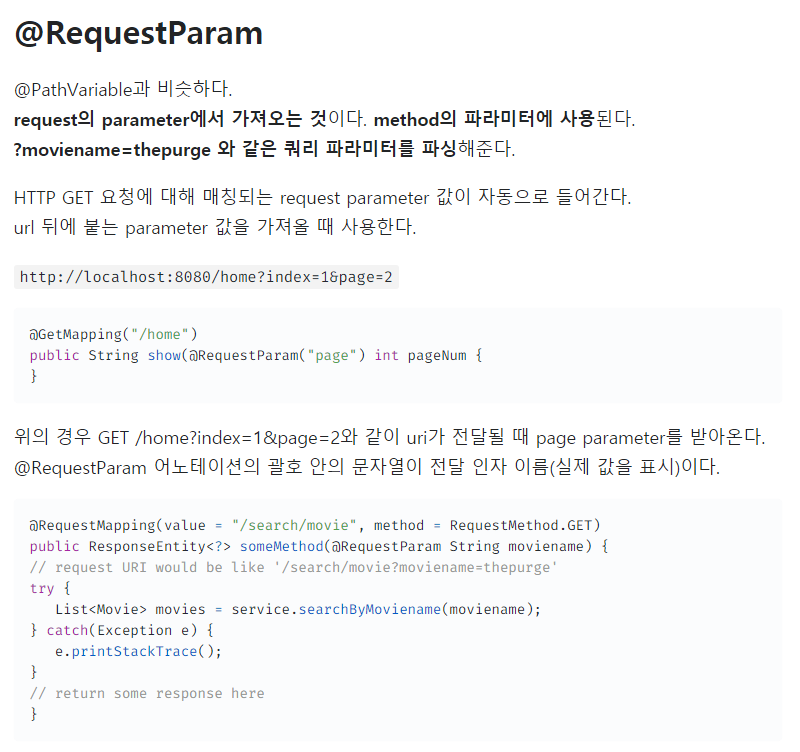 @RequestParam
@PathVariable과 비슷하다.
request의 parameter에서 가져오는 것이다. method의 파라미터에 사용된다.
?moviename=thepurge 와 같은 쿼리 파라미터를 파싱해준다.
HTTP GET 요청에 대해 매칭되는 request parameter 값이 자동으로 들어간다.
url 뒤에 붙는 parameter 값을 가져올 때 사용한다.
http://localhost:8080/home?index=1&page=2
@GetMapping("/home")
public String show(@RequestParam("page") int pageNum {
}
위의 경우 GET /home?index=1&page=2와 같이 uri가 전달될 때 page parameter를 받아온다.
@RequestParam 어노테이션의 괄호 안의 문자열이 전달 인자 이름(실제 값을 표시)이다.
@RequestMapping(value = "/search/movie", method = RequestMethod.GET)
public ResponseEntity<?> someMethod(@RequestParam String moviename) {
// request URI would be like '/search/movie?moviename=thepurge'
try {
List<Movie> movies = service.searchByMoviename(moviename);
} catch(Exception e) {
e.printStackTrace();
}
// return some response here
}